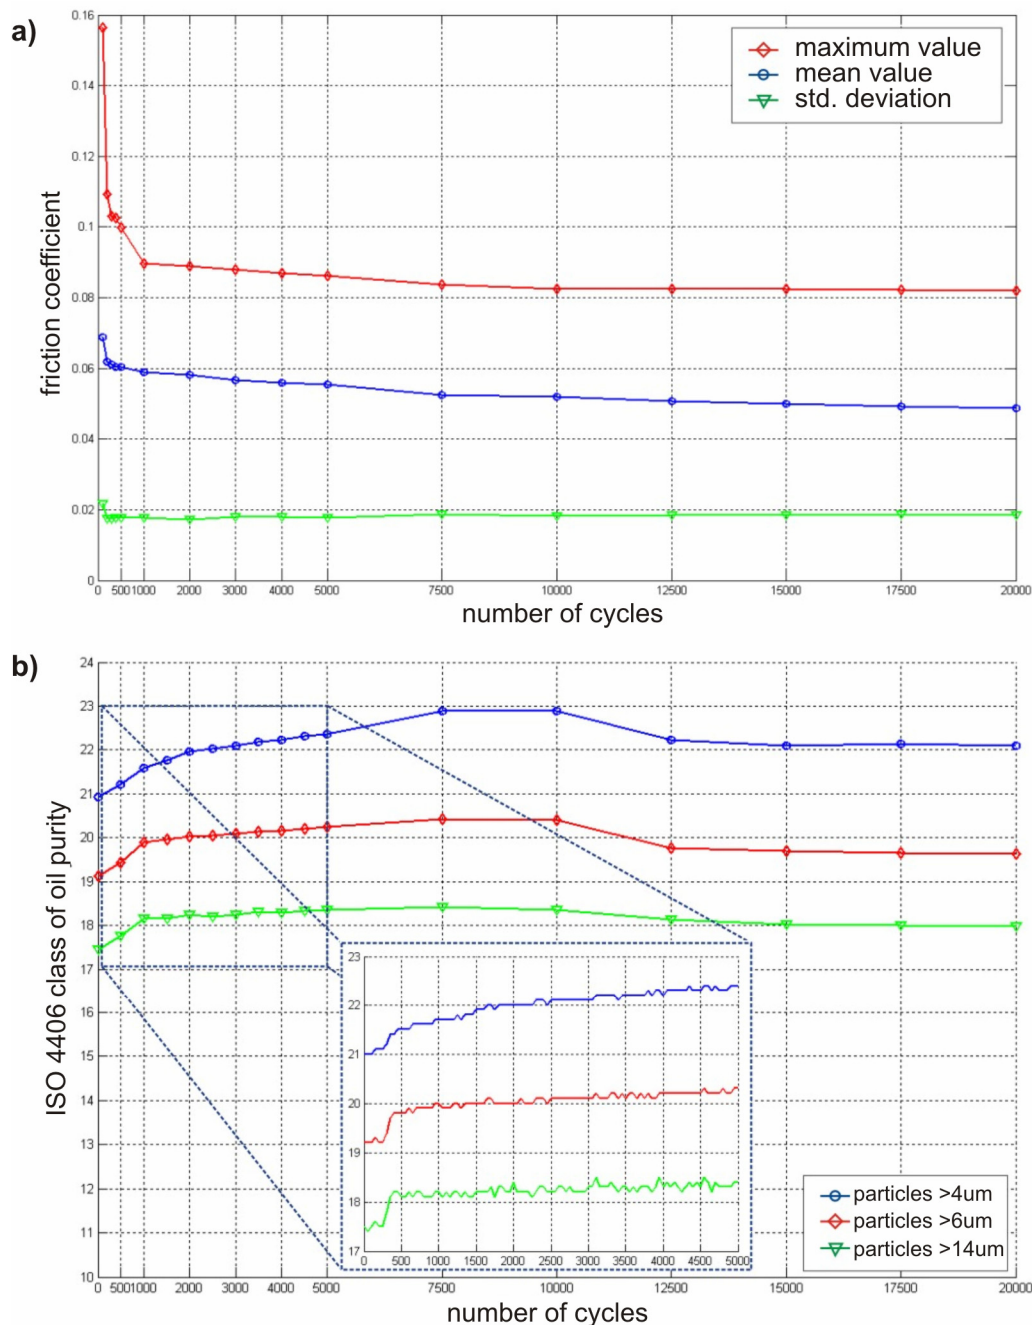 a)
0.16
0.14
0.12
0.1
0.08
0.06
0.04
0.02
0
friction coefficient
maximum value
mean value
std. deviation
0 500 1000 2000 3000 4000 5000 7500 10000 12500 15000 17500 20000
number of cycles
b)
24
23
22
21
20
19
18
17
16
15
14
13
12
11
10
ISO 4406 class of oil purity
23
22
21
20
19
18
17
0 500 1000 1500 2000 2500 3000 3500 4000 4500 5000
particles >4um
particles >6um
particles >14um
0 500 1000 2000 3000 4000 5000 7500 10000 12500 15000 17500 20000
number of cycles